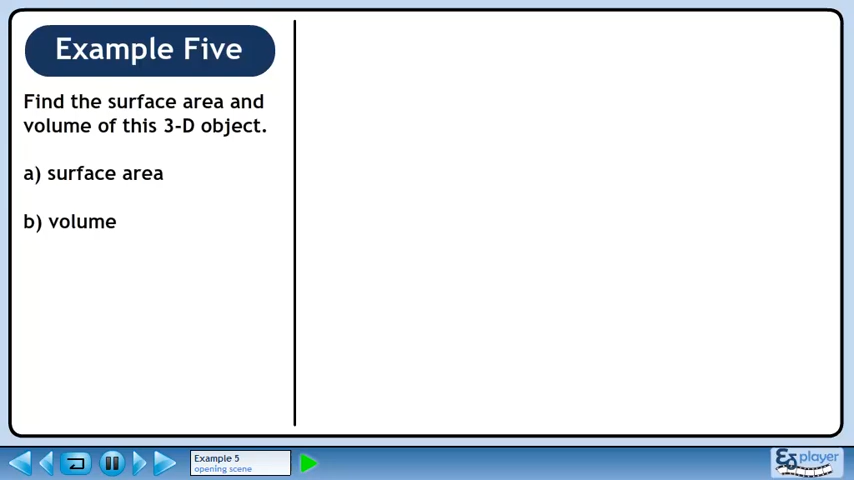 Example Five
Find the surface area and
volume of this 3-D object.
a) surface area
b) volume
Example 5
opening scene
player